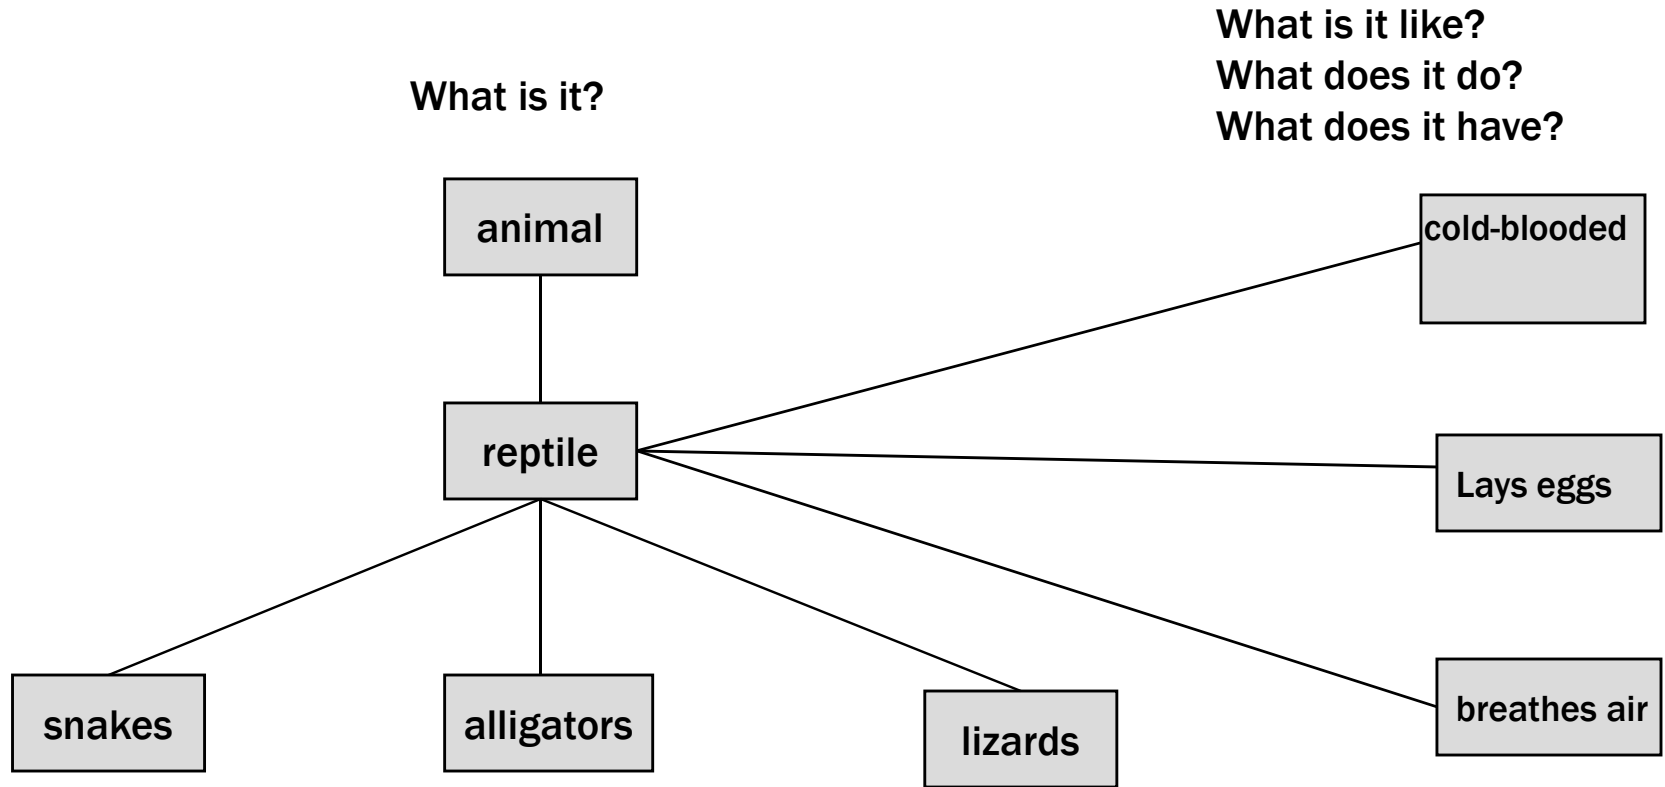 What is it?
What is it like?
What does it do?
What does it have?
animal
cold-blooded
reptile
Lays eggs
snakes
alligators
lizards
breathes air